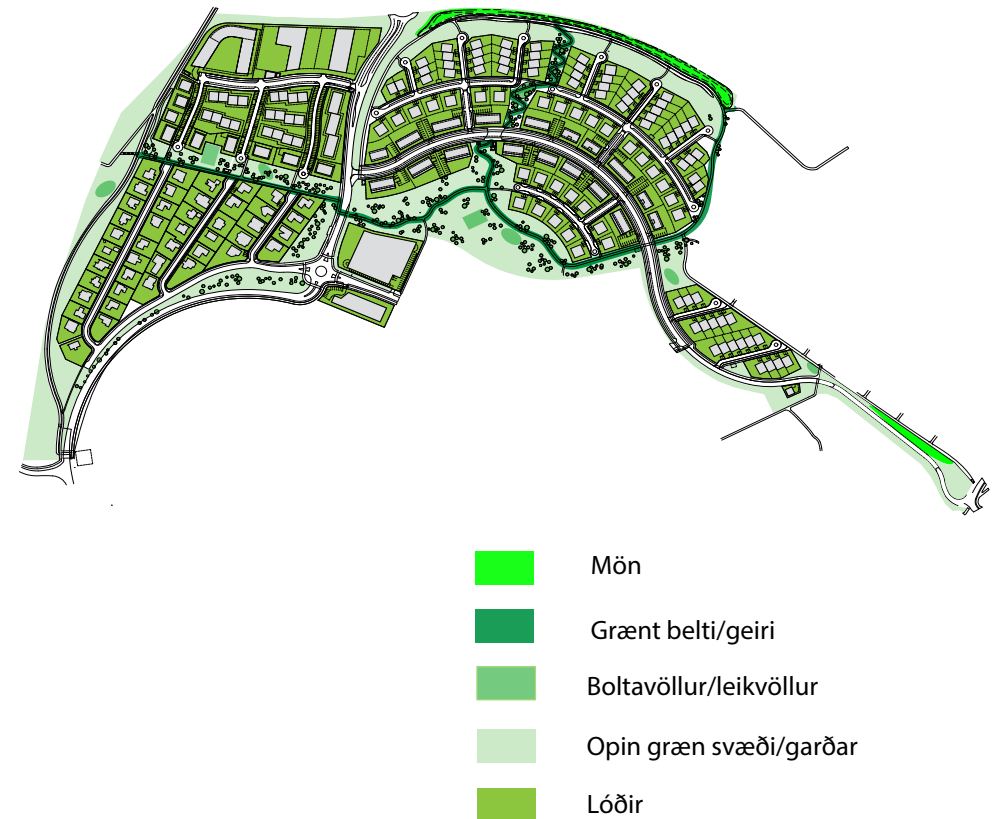 Mön
Grænt belti/geiri
Boltavöllur/leikvöllur
Opin græn svæði/garðar
Lóðir